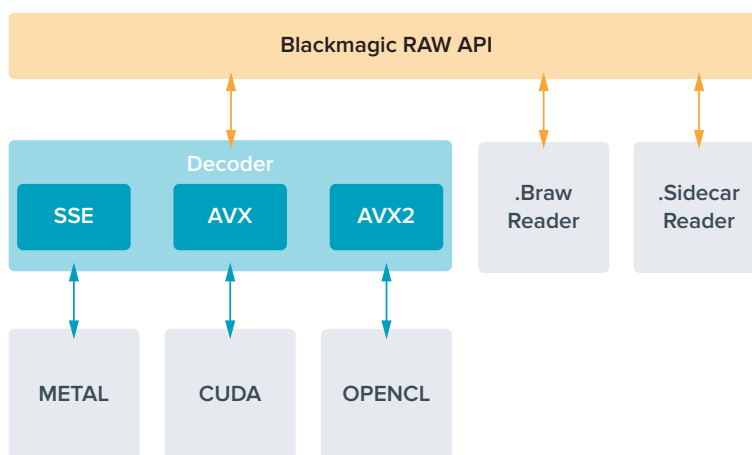 Blackmagic RAW API
Decoder
SSE
AVX
AVX2
.Braw
Reader
.Sidecar
Reader
METAL
CUDA
OPENCL